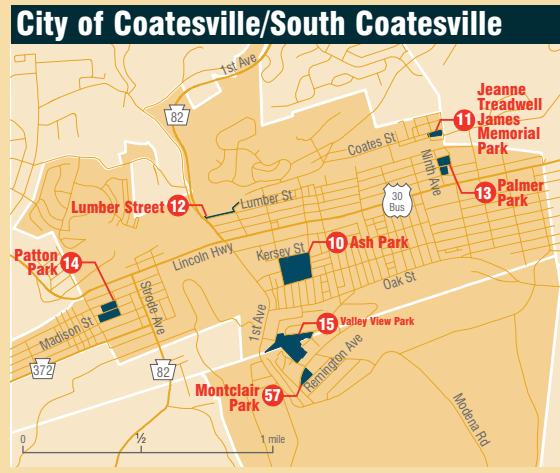 City of Coatesville/South Coatesville
1st Ave
82
Coates St
11
Jeanne
Treadwell
James
Memorial
Park
Ninth Ave
13
Palmer
Park
30
Bus
Lumber Street
12
Lumber St
Lincoln Hwy
Kersey St
10
Ash Park
Oak St
Patton
Park
14
Strode Ave
Madison St
1st Ave
15
Valley View Park
Remington Ave
372
82
Montclair
Park
57
Modena Rd
0
½
1 mile